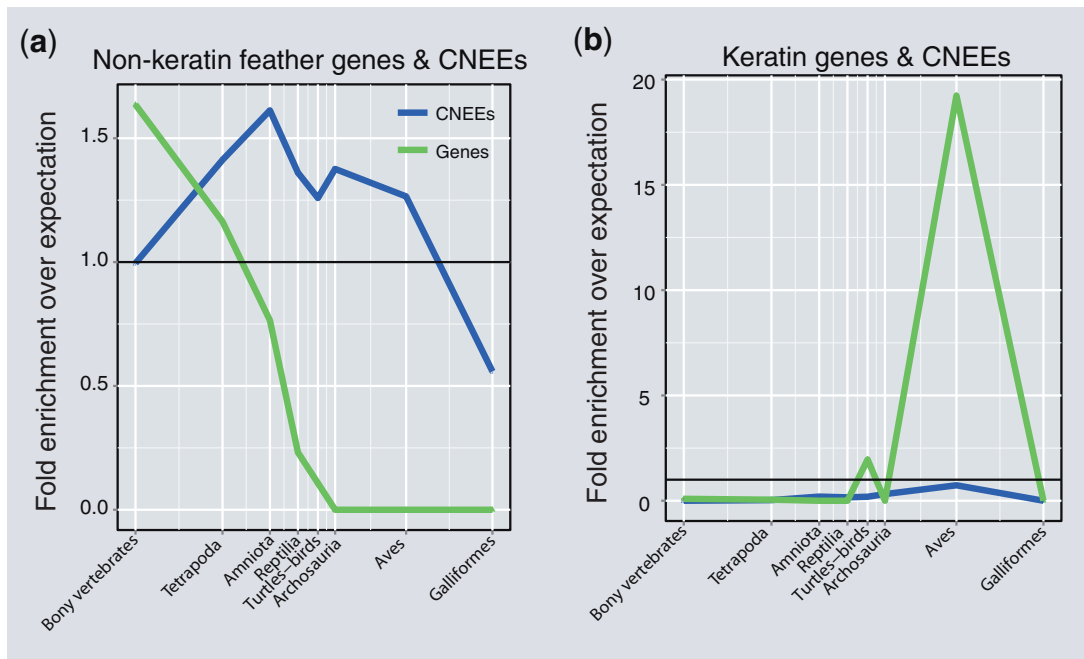 (a)
Non-keratin feather genes & CNEEs
Fold enrichment over expectation
1.5
1.0
0.5
0.0
CNEEs
Genes
Bony vertebrates
Tetrapoda
Amniota
Reptilia
Turtles–birds
Archosauria
Aves
Galliformes
(b)
Keratin genes & CNEEs
Fold enrichment over expectation
20
15
10
5
0
Bony vertebrates
Tetrapoda
Amniota
Reptilia
Turtles–birds
Archosauria
Aves
Galliformes